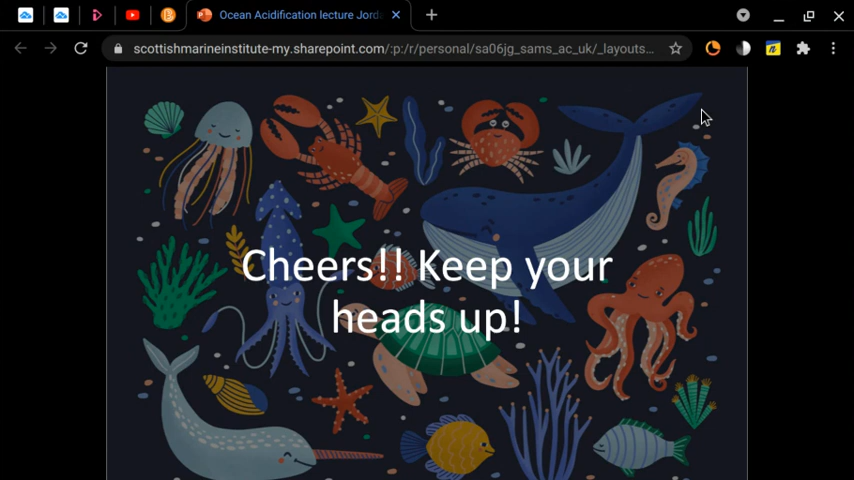 Ocean Acidification lecture Jord
scottishmarineinstitute-my.sharepoint.com/:p:/r/personal/sa06jg_sams_ac_uk/_layouts...
Cheers!! Keep your
heads up!